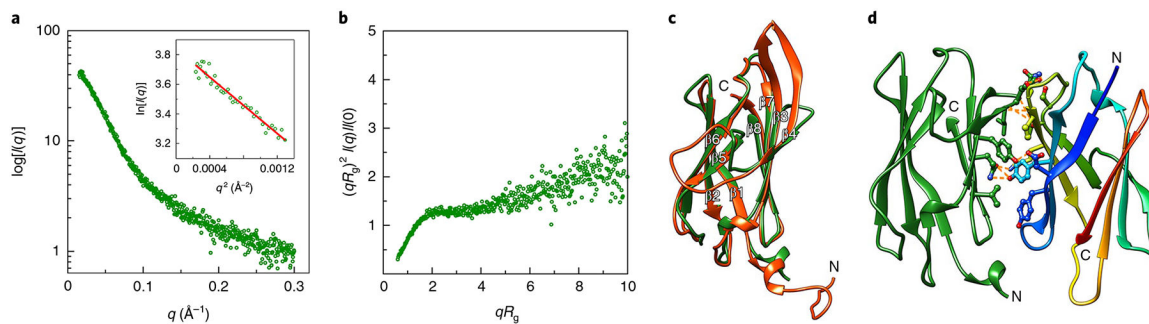 a
log[I(q)]
100
10
1
0
0.1
0.2
0.3
q (Å⁻¹)
ln[I(q)]
3.8
3.6
3.4
3.2
0.0004
0.0012
q² (Å⁻²)
b
(qRg)² I(q)/I(0)
5
4
3
2
1
0
0
2
4
6
8
10
qRg
c
C
β7
β3
β8
β4
β6
β5
β2
β1
N
d
N
C
C
N